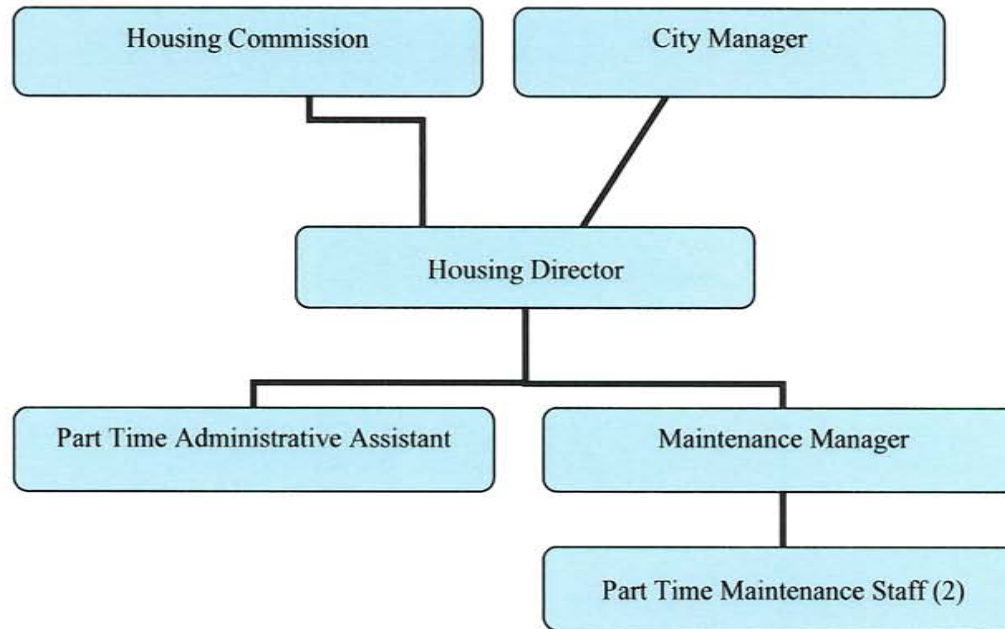 Housing Commission
City Manager
Housing Director
Part Time Administrative Assistant
Maintenance Manager
Part Time Maintenance Staff (2)